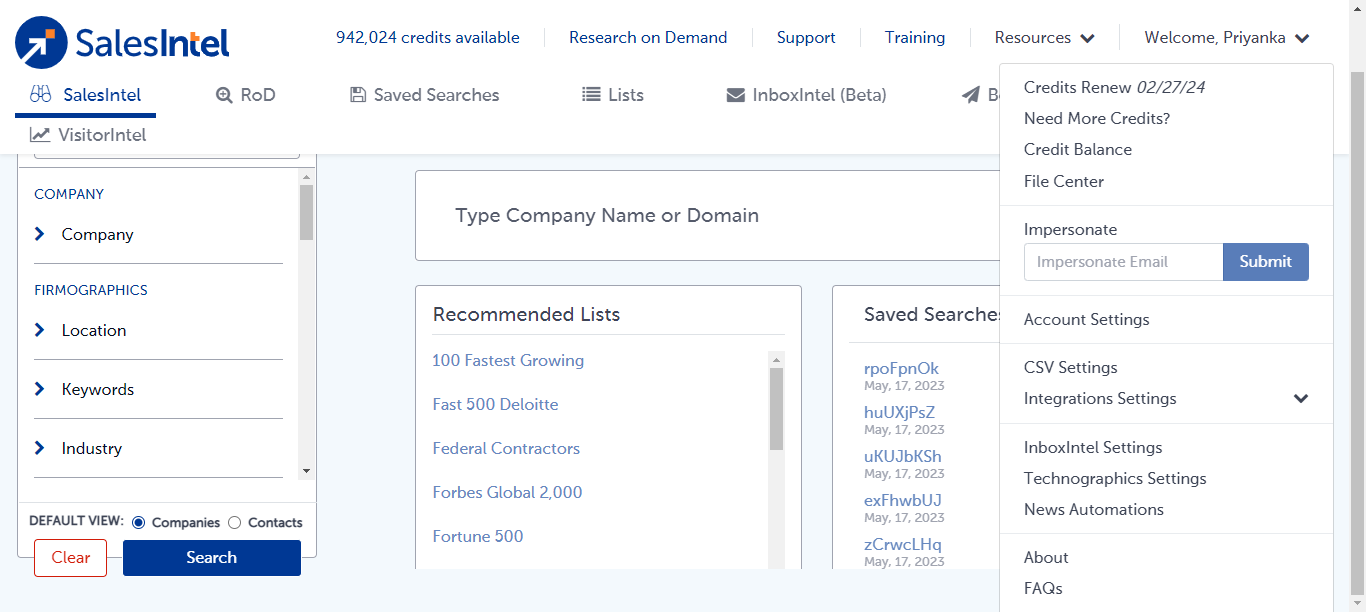 SalesIntel
942,024 credits available
Research on Demand
Support
Training
Resources
Welcome, Priyanka
SalesIntel
RoD
Saved Searches
Lists
InboxIntel (Beta)
VisitorIntel
Credits Renew 02/27/24
Need More Credits?
Credit Balance
File Center
Impersonate
Impersonate Email
Submit
Account Settings
CSV Settings
Integrations Settings
InboxIntel Settings
Technographics Settings
News Automations
About
FAQs
COMPANY
Company
FIRMOGRAPHICS
Location
Keywords
Industry
DEFAULT VIEW: Companies Contacts
Clear
Search
Type Company Name or Domain
Recommended Lists
100 Fastest Growing
Fast 500 Deloitte
Federal Contractors
Forbes Global 2,000
Fortune 500
Saved Searches
rpoFpnOk
May, 17, 2023
huUXjPsZ
May, 17, 2023
uKUJbKSh
May, 17, 2023
exFhwbUJ
May, 17, 2023
zCrwcLHq
May, 17, 2023